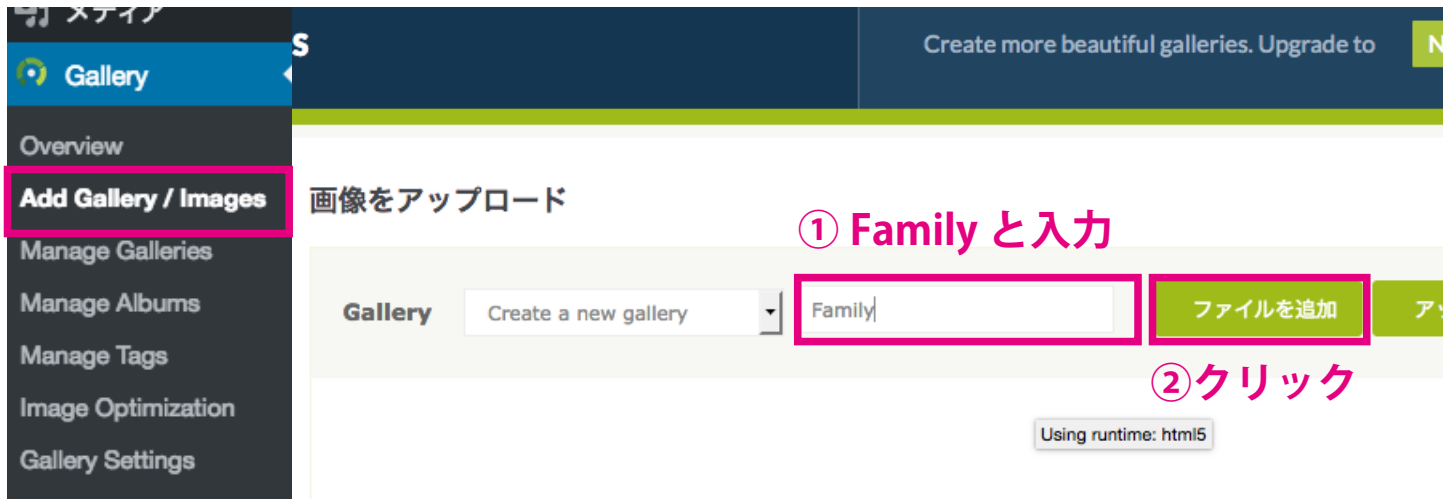 メディア
Gallery
Overview
Add Gallery / Images
Manage Galleries
Manage Albums
Manage Tags
Image Optimization
Gallery Settings
S
Create more beautiful galleries. Upgrade to
N
画像をアップロード
① Family と入力
Gallery
Create a new gallery
Family
ファイルを追加
②クリック
Using runtime: html5